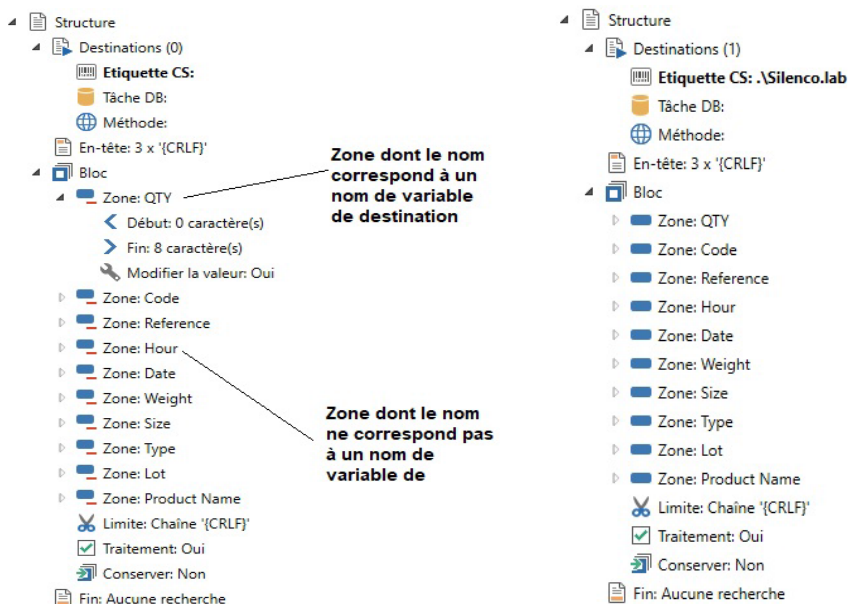 Structure
Destinations (0)
Etiquette CS:
Tâche DB:
Méthode:
En-tête: 3 x '{CRLF}'
Bloc
Zone: QTY
Début: 0 caractère(s)
Fin: 8 caractère(s)
Modifier la valeur: Oui
Zone: Code
Zone: Reference
Zone: Hour
Zone: Date
Zone: Weight
Zone: Size
Zone: Type
Zone: Lot
Zone: Product Name
Limite: Chaîne '{CRLF}'
Traitement: Oui
Conserver: Non
Fin: Aucune recherche
Zone dont le nom
correspond à un
nom de variable
de destination
Zone dont le nom
ne correspond pas
à un nom de
variable de
Structure
Destinations (1)
Etiquette CS: .\Silenco.lab
Tâche DB:
Méthode:
En-tête: 3 x '{CRLF}'
Bloc
Zone: QTY
Zone: Code
Zone: Reference
Zone: Hour
Zone: Date
Zone: Weight
Zone: Size
Zone: Type
Zone: Lot
Zone: Product Name
Limite: Chaîne '{CRLF}'
Traitement: Oui
Conserver: Non
Fin: Aucune recherche